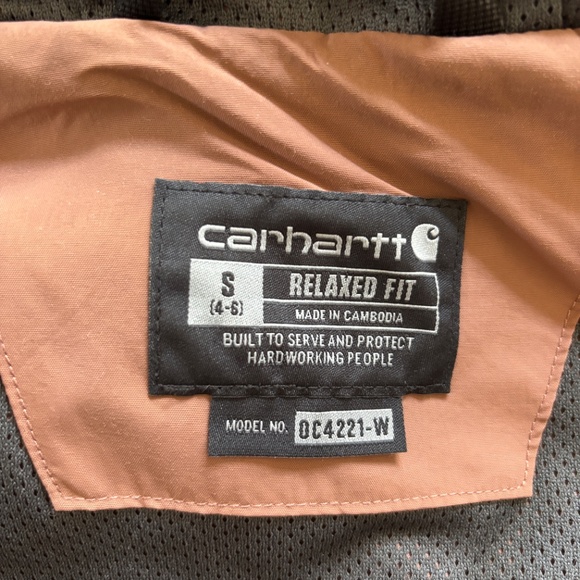 carhartt
S
(4-6)
RELAXED FIT
MADE IN CAMBODIA
BUILT TO SERVE AND PROTECT
HARDWORKING PEOPLE
MODEL NO. OC4221-W